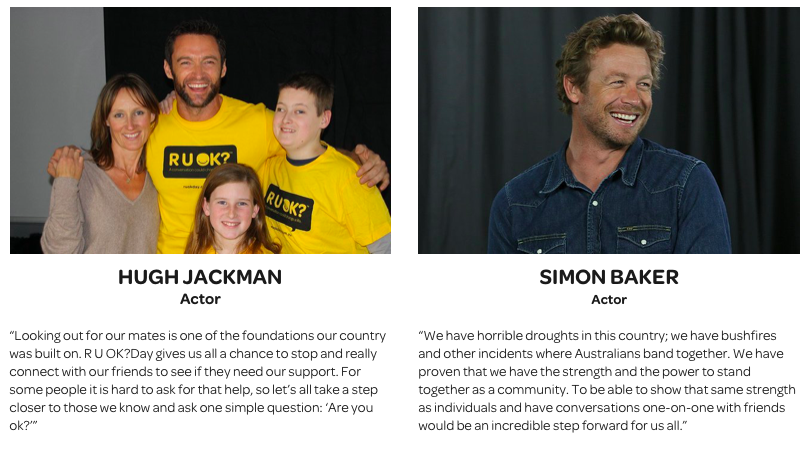 R U OK?
R U OK?
HUGH JACKMAN
Actor
“Looking out for our mates is one of the foundations our country
was built on. R U OK?Day gives us all a chance to stop and really
connect with our friends to see if they need our support. For
some people it is hard to ask for that help, so let’s all take a step
closer to those we know and ask one simple question: ‘Are you
ok?’”
SIMON BAKER
Actor
“We have horrible droughts in this country; we have bushfires
and other incidents where Australians band together. We have
proven that we have the strength and the power to stand
together as a community. To be able to show that same strength
as individuals and have conversations one-on-one with friends
would be an incredible step forward for us all.”